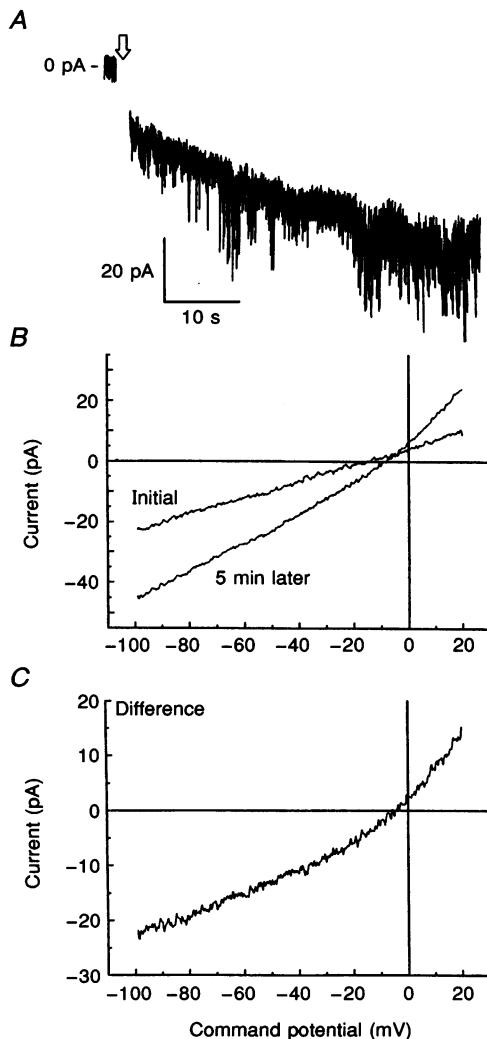 A
0 pA -
20 pA
10 s
B
20
0
-20
-40
Current (pA)
Initial
5 min later
-100 -80 -60 -40 -20 0 20
C
Difference
20
10
0
-10
-20
-30
Current (pA)
-100 -80 -60 -40 -20 0 20
Command potential (mV)